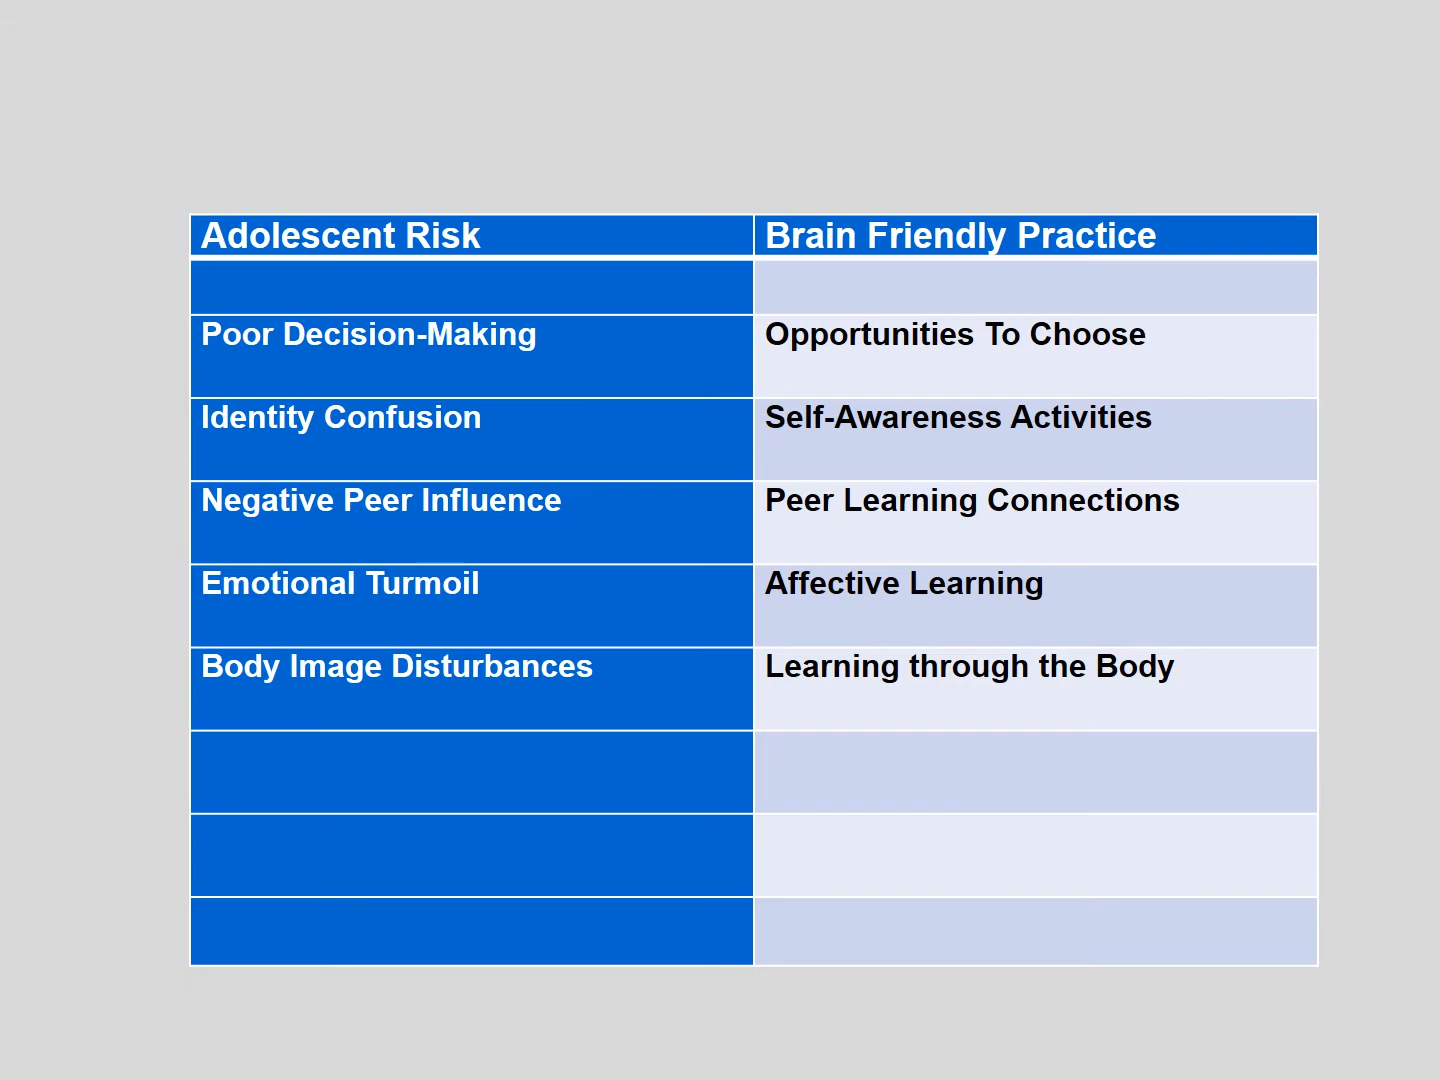 Adolescent Risk
Brain Friendly Practice
Poor Decision-Making
Opportunities To Choose
Identity Confusion
Self-Awareness Activities
Negative Peer Influence
Peer Learning Connections
Emotional Turmoil
Affective Learning
Body Image Disturbances
Learning through the Body